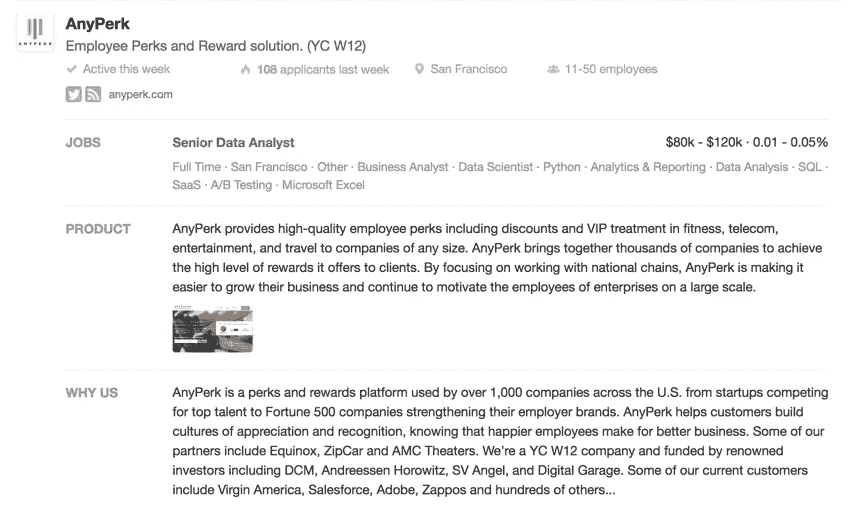 AnyPerk
ANYPERK
Employee Perks and Reward solution. (YC W12)
Active this week
108 applicants last week
San Francisco
11-50 employees
anyperk.com
JOBS
Senior Data Analyst
$80k - $120k · 0.01 - 0.05%
Full Time · San Francisco · Other · Business Analyst · Data Scientist · Python · Analytics & Reporting · Data Analysis · SQL ·
SaaS · A/B Testing · Microsoft Excel
PRODUCT
AnyPerk provides high-quality employee perks including discounts and VIP treatment in fitness, telecom,
entertainment, and travel to companies of any size. AnyPerk brings together thousands of companies to achieve
the high level of rewards it offers to clients. By focusing on working with national chains, AnyPerk is making it
easier to grow their business and continue to motivate the employees of enterprises on a large scale.
WHY US
AnyPerk is a perks and rewards platform used by over 1,000 companies across the U.S. from startups competing
for top talent to Fortune 500 companies strengthening their employer brands. AnyPerk helps customers build
cultures of appreciation and recognition, knowing that happier employees make for better business. Some of our
partners include Equinox, ZipCar and AMC Theaters. We're a YC W12 company and funded by renowned
investors including DCM, Andreessen Horowitz, SV Angel, and Digital Garage. Some of our current customers
include Virgin America, Salesforce, Adobe, Zappos and hundreds of others...